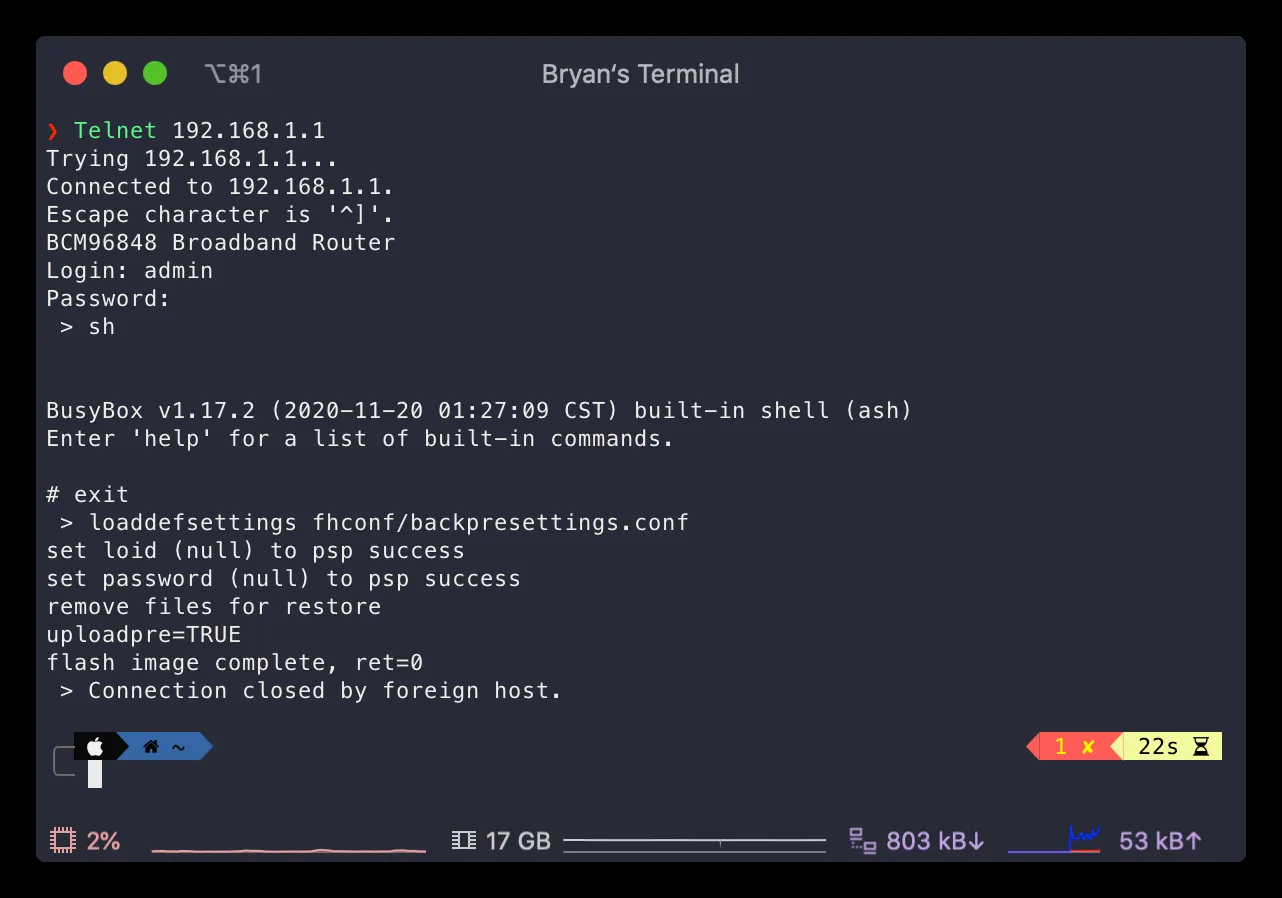 ⌥⌘1
Bryan‘s Terminal
❯ Telnet 192.168.1.1
Trying 192.168.1.1...
Connected to 192.168.1.1.
Escape character is '^]'.
BCM96848 Broadband Router
Login: admin
Password:
 > sh
BusyBox v1.17.2 (2020-11-20 01:27:09 CST) built-in shell (ash)
Enter 'help' for a list of built-in commands.
# exit
 > loaddefsettings fhconf/backpresettings.conf
set loid (null) to psp success
set password (null) to psp success
remove files for restore
uploadpre=TRUE
flash image complete, ret=0
 > Connection closed by foreign host.
~ 1 ✘ 22s
2% 17 GB 803 kB↓ 53 kB↑